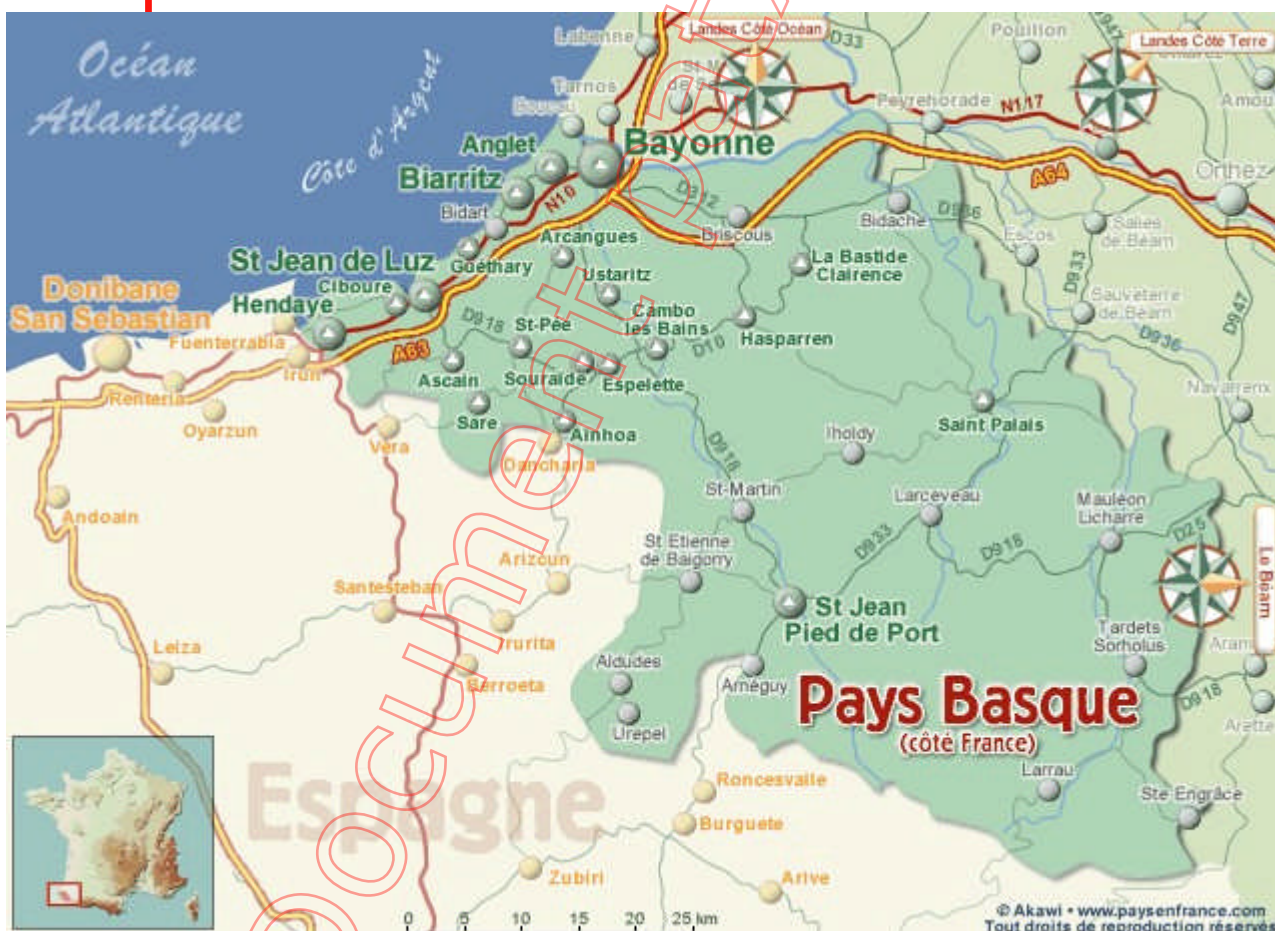 Océan
Atlantique
Côte d'Argent
Landes Côté Océan
Landes Côté Terre
Labenne
D33
Pouillon
D947
Tarnos
Boucau
Peyrehorade
N117
Amou
Anglet
Bayonne
Biarritz
N10
Bidart
D312
Briscous
Bidache
D936
A64
Orthez
Escos
Salies
de Béarn
D933
Arcangues
Guéthary
St Jean de Luz
Ciboure
Hendaye
Ustaritz
La Bastide
Clairence
Donibane
San Sebastian
Fuenterrabia
Irun
Renteria
Oyarzun
A63
D918
St-Pée
Cambo
les Bains
D10
Hasparren
Sauveterre
de Béarn
D947
D936
Navarrenx
Ascain
Souraide
Espelette
Sare
Ainhoa
Vera
Dancharia
Saint Palais
Iholdy
D918
St-Martin
Larceveau
Mauléon
Licharre
D25
Andoain
D933
D918
Le Béarn
St Etienne
de Baigorry
Arizcun
Santesteban
Irurita
Leiza
Berroeta
St Jean
Pied de Port
Tardets
Sorholus
Aldudes
Arnéguy
Urepel
Pays Basque
(côté France)
D918
Arette
Larrau
Ste Engrâce
Espagne
Roncesvalle
Burguete
Zubiri
Arive
0 5 10 15 20 25 km
© Akawi • www.paysenfrance.com
Tout droits de reproduction réservés
Document